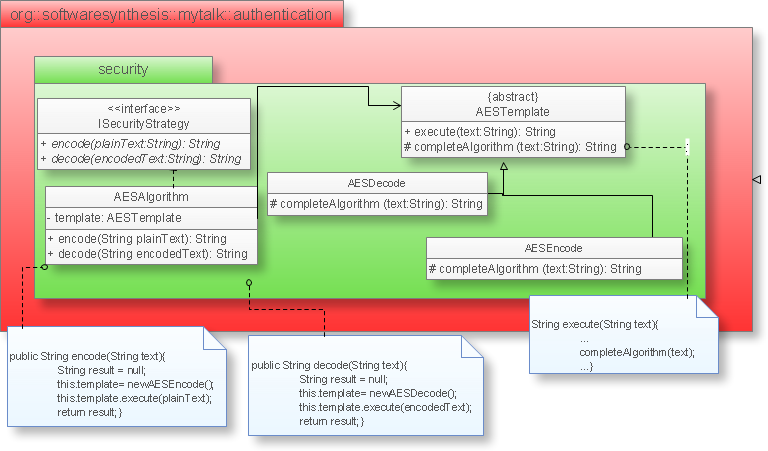 org::softwaresynthesis::mytalk::authentication
security
<<interface>>
ISecurityStrategy
+ encode(plainText:String): String
+ decode(encodedText:String): String
{abstract}
AESTemplate
+ execute(text:String): String
# completeAlgorithm (text:String): String
AESAlgorithm
- template: AESTemplate
+ encode(String plainText): String
+ decode(String encodedText): String
AESDecode
# completeAlgorithm (text:String): String
AESEncode
# completeAlgorithm (text:String): String
String execute(String text){
...
completeAlgorithm(text);
...}
public String encode(String text){
String result = null;
this.template= newAESEncode();
this.template.execute(plainText);
return result; }
public String decode(String text){
String result = null;
this.template= newAESDecode();
this.template.execute(encodedText);
return result; }